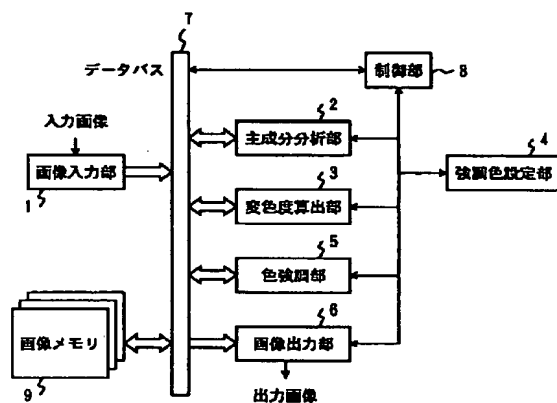 7
データバス
制御部
8
入力画像
2
主成分分析部
4
画像入力部
1
強調色設定部
3
変色度算出部
5
色強調部
6
画像メモリ
画像出力部
9
出力画像